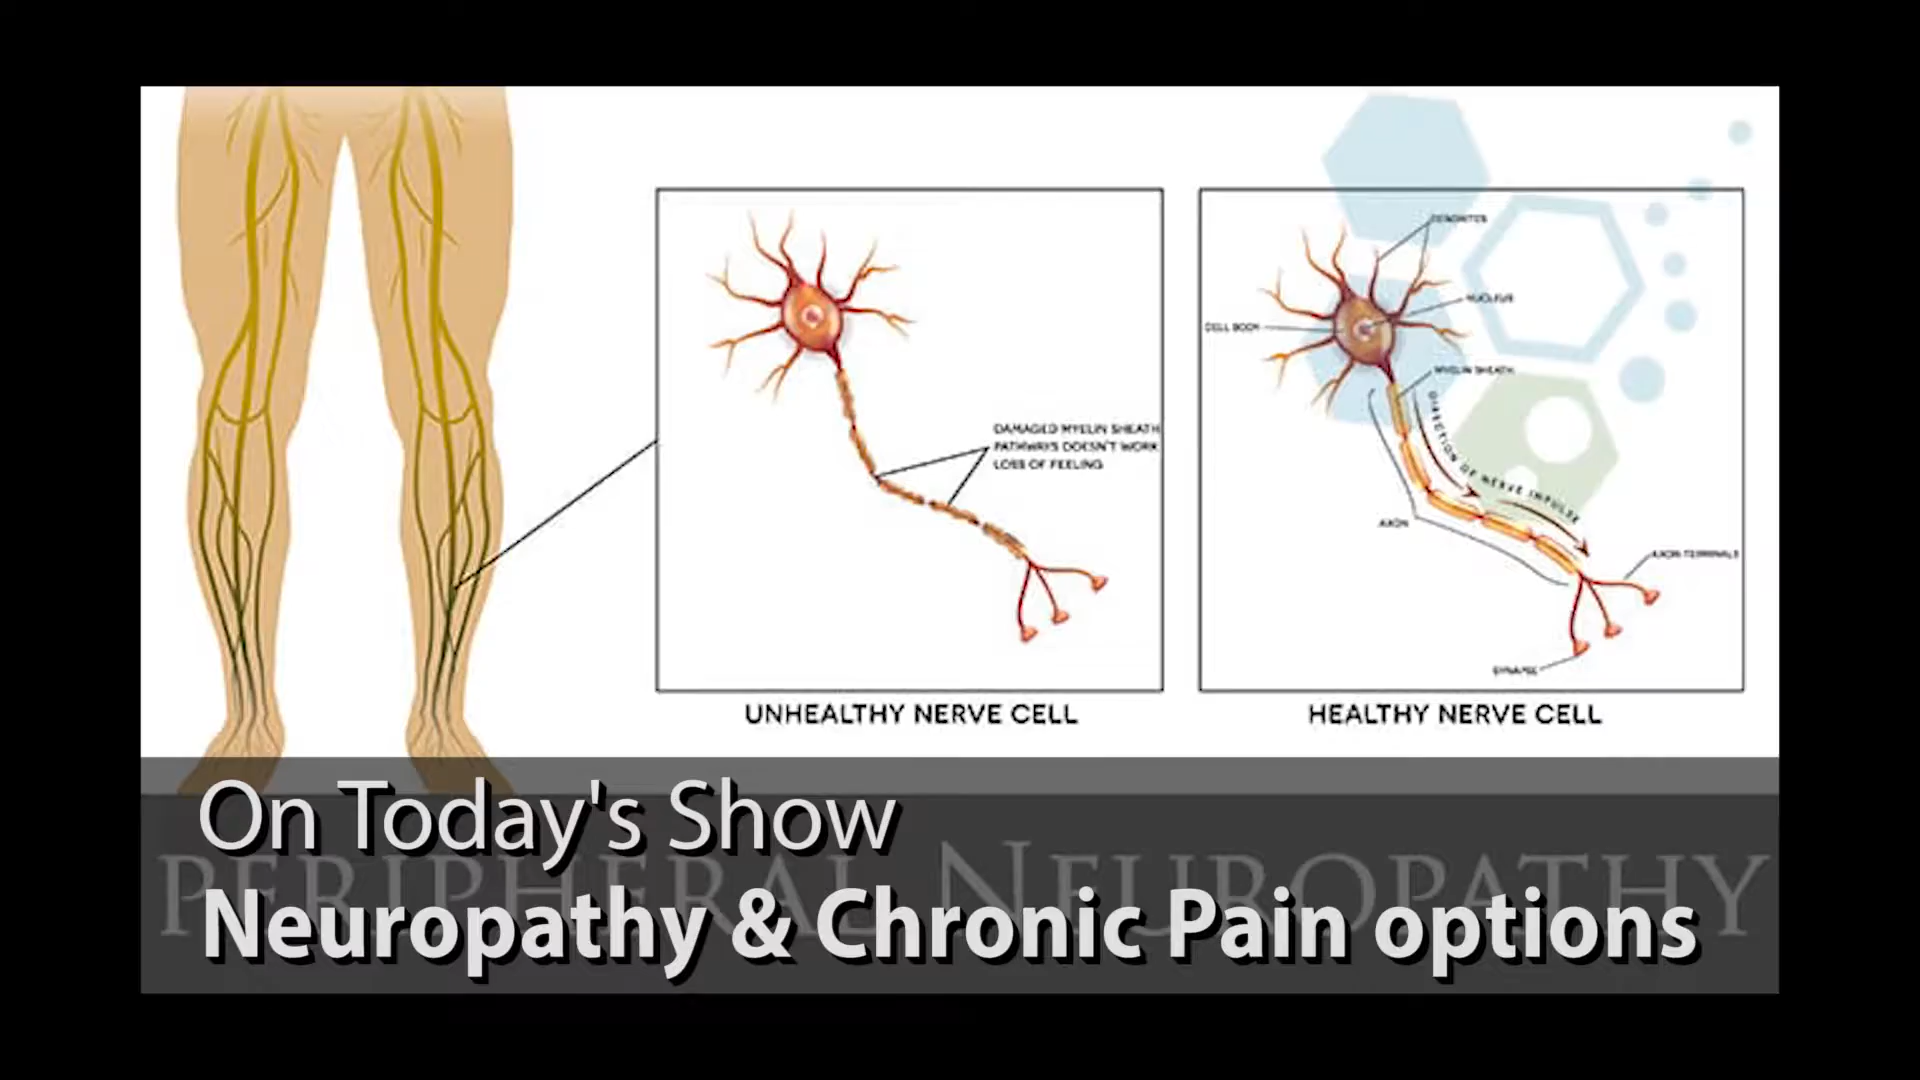 DENDRITES
NUCLEUS
CELL BODY
MYELIN SHEATH
DIRECTION OF NERVE IMPULSE
DAMAGED MYELIN SHEATH
PATHWAYS DOESN'T WORK
LOSS OF FEELING
AXON
AXON TERMINALS
SYNAPSE
UNHEALTHY NERVE CELL
HEALTHY NERVE CELL
On Today's Show
PERIPHERAL NEUROPATHY
Neuropathy & Chronic Pain options